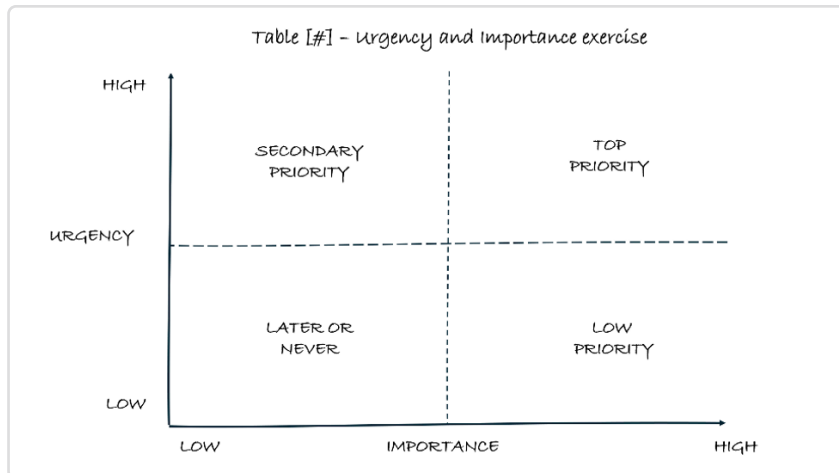 Table [#] – Urgency and Importance exercise
HIGH
SECONDARY
PRIORITY
TOP
PRIORITY
URGENCY
LATER OR
NEVER
LOW
PRIORITY
LOW
LOW
IMPORTANCE
HIGH